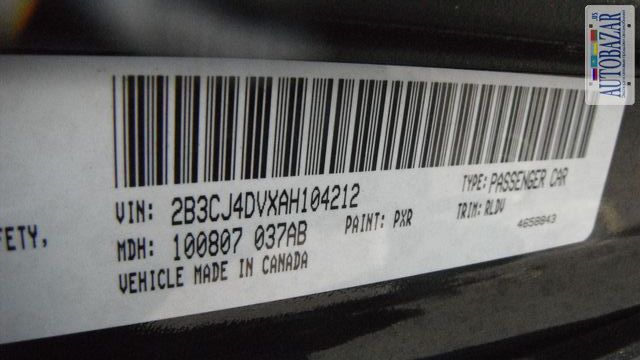 .us
AUTOBAZAR
VIN: 2B3CJ4DVXAH104212
TYPE: PASSENGER CAR
FETY,
MDH: 100807 037AB
PAINT: PXR
TRIM: RLDV
4658843
VEHICLE MADE IN CANADA